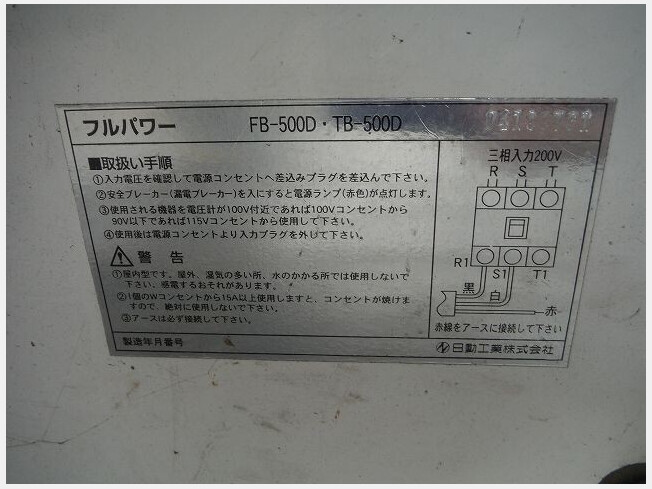 フルパワー FB-500D・TB-500D
■取扱い手順
①入力電圧を確認して電源コンセントへ差込みプラグを差込んで下さい。
②安全ブレーカー(漏電ブレーカー)を入にすると電源ランプ(赤色)が点灯します。
③使用される機器を電圧計が100V付近であれば100Vコンセントから
90V以下であれば115Vコンセントから使用して下さい。
④使用後は電源コンセントより入力プラグを外して下さい。
警告
①屋内型です。屋外、湿気の多い所、水のかかる所では使用しないで
下さい、感電するおそれがあります。
②1個のWコンセントから15A以上使用しますと、コンセントが焼けま
すので、絶対に使用しないで下さい。
③アースは必ず接続して下さい。
製造年月番号
三相入力200V
R S T
R1 S1 T1
黒 白
赤
赤線をアースに接続して下さい
日動工業株式会社